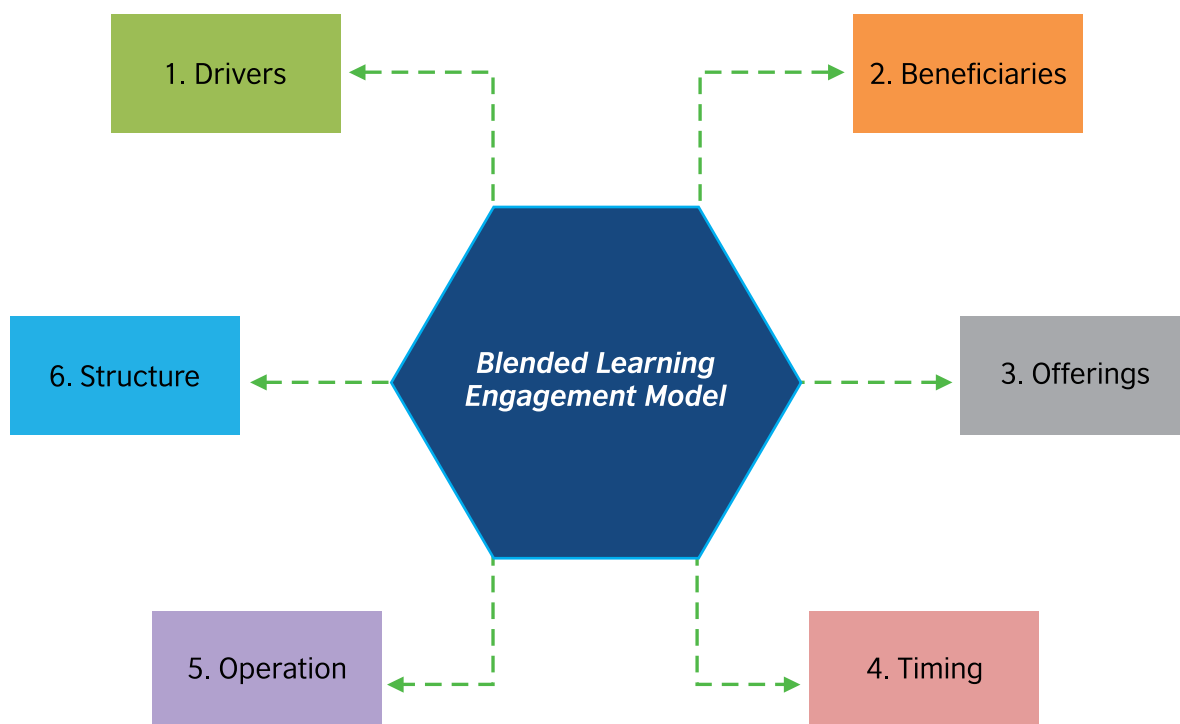 1. Drivers
2. Beneficiaries
Blended Learning
Engagement Model
3. Offerings
4. Timing
5. Operation
6. Structure